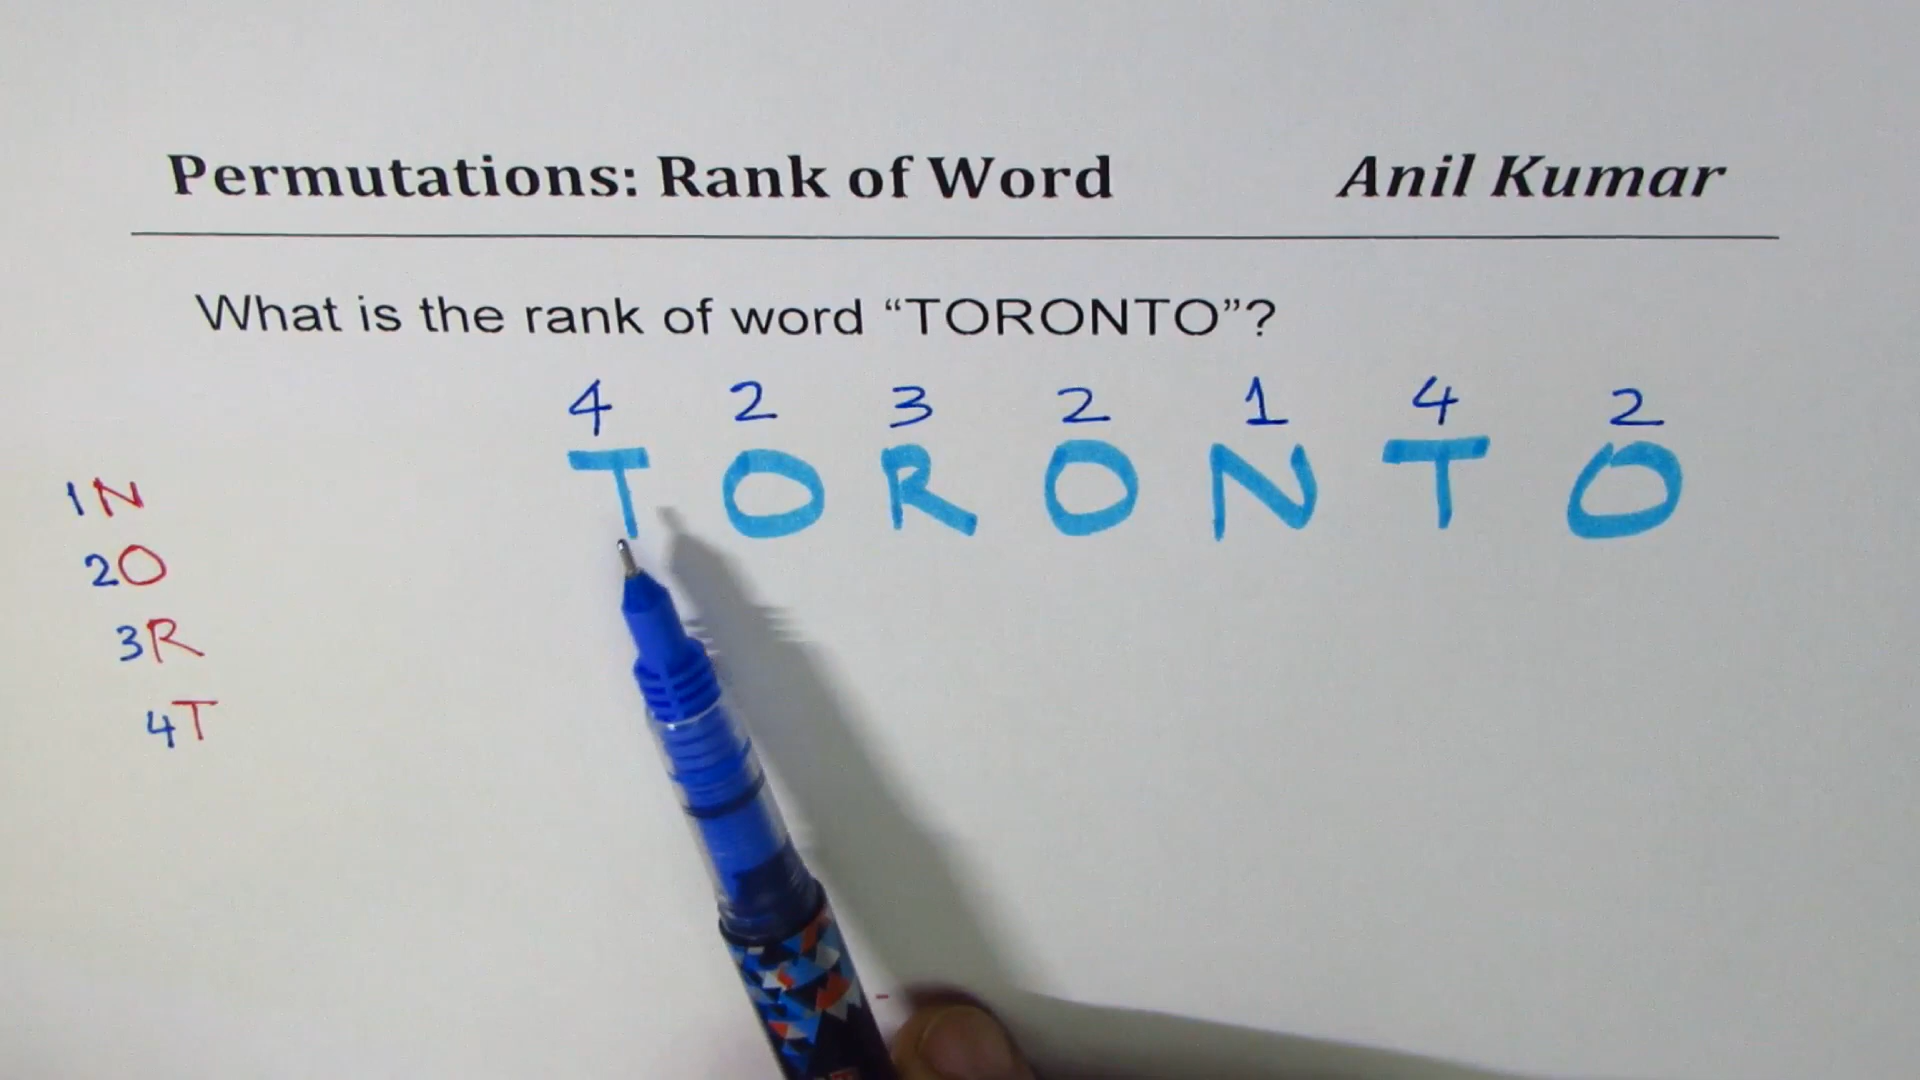 Permutations: Rank of Word Anil Kumar
What is the rank of word “TORONTO”?
4 2 3 2 1 4 2
T O R O N T O
1N
2O
3R
4T